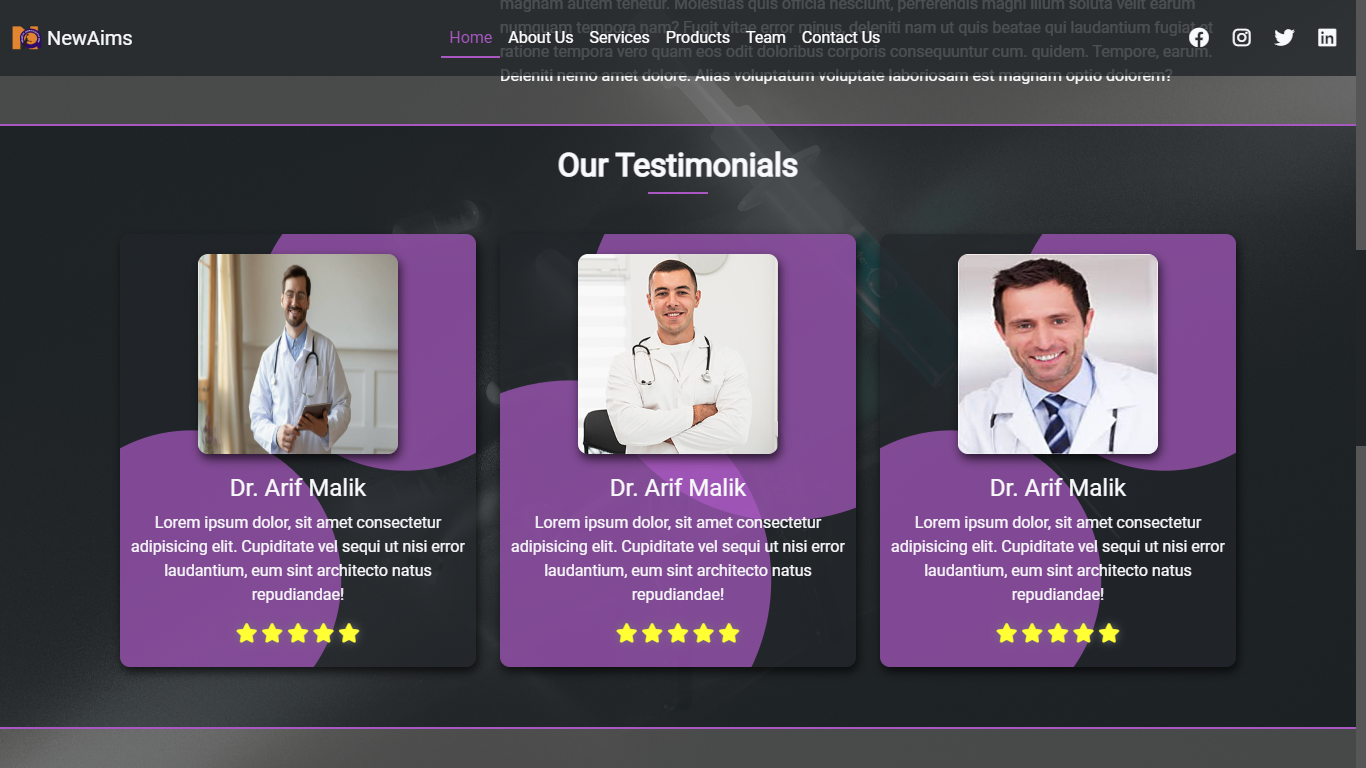 magnam autem tenetur. Molestias quis officia nesciunt, perferendis magni illum soluta velit earum
numquam tempora nam? Fugit vitae error minus, deleniti nam ut quis beatae qui laudantium fugiat et
NewAims
Home About Us Services Products Team Contact Us
ratione tempora vero quam eos odit doloribus corporis consequuntur cum. quidem. Tempore, earum.
Deleniti nemo amet dolore. Alias voluptatum voluptate laboriosam est magnam optio dolorem?
Our Testimonials
Dr. Arif Malik
Lorem ipsum dolor, sit amet consectetur
adipisicing elit. Cupiditate vel sequi ut nisi error
laudantium, eum sint architecto natus
repudiandae!
Dr. Arif Malik
Lorem ipsum dolor, sit amet consectetur
adipisicing elit. Cupiditate vel sequi ut nisi error
laudantium, eum sint architecto natus
repudiandae!
Dr. Arif Malik
Lorem ipsum dolor, sit amet consectetur
adipisicing elit. Cupiditate vel sequi ut nisi error
laudantium, eum sint architecto natus
repudiandae!